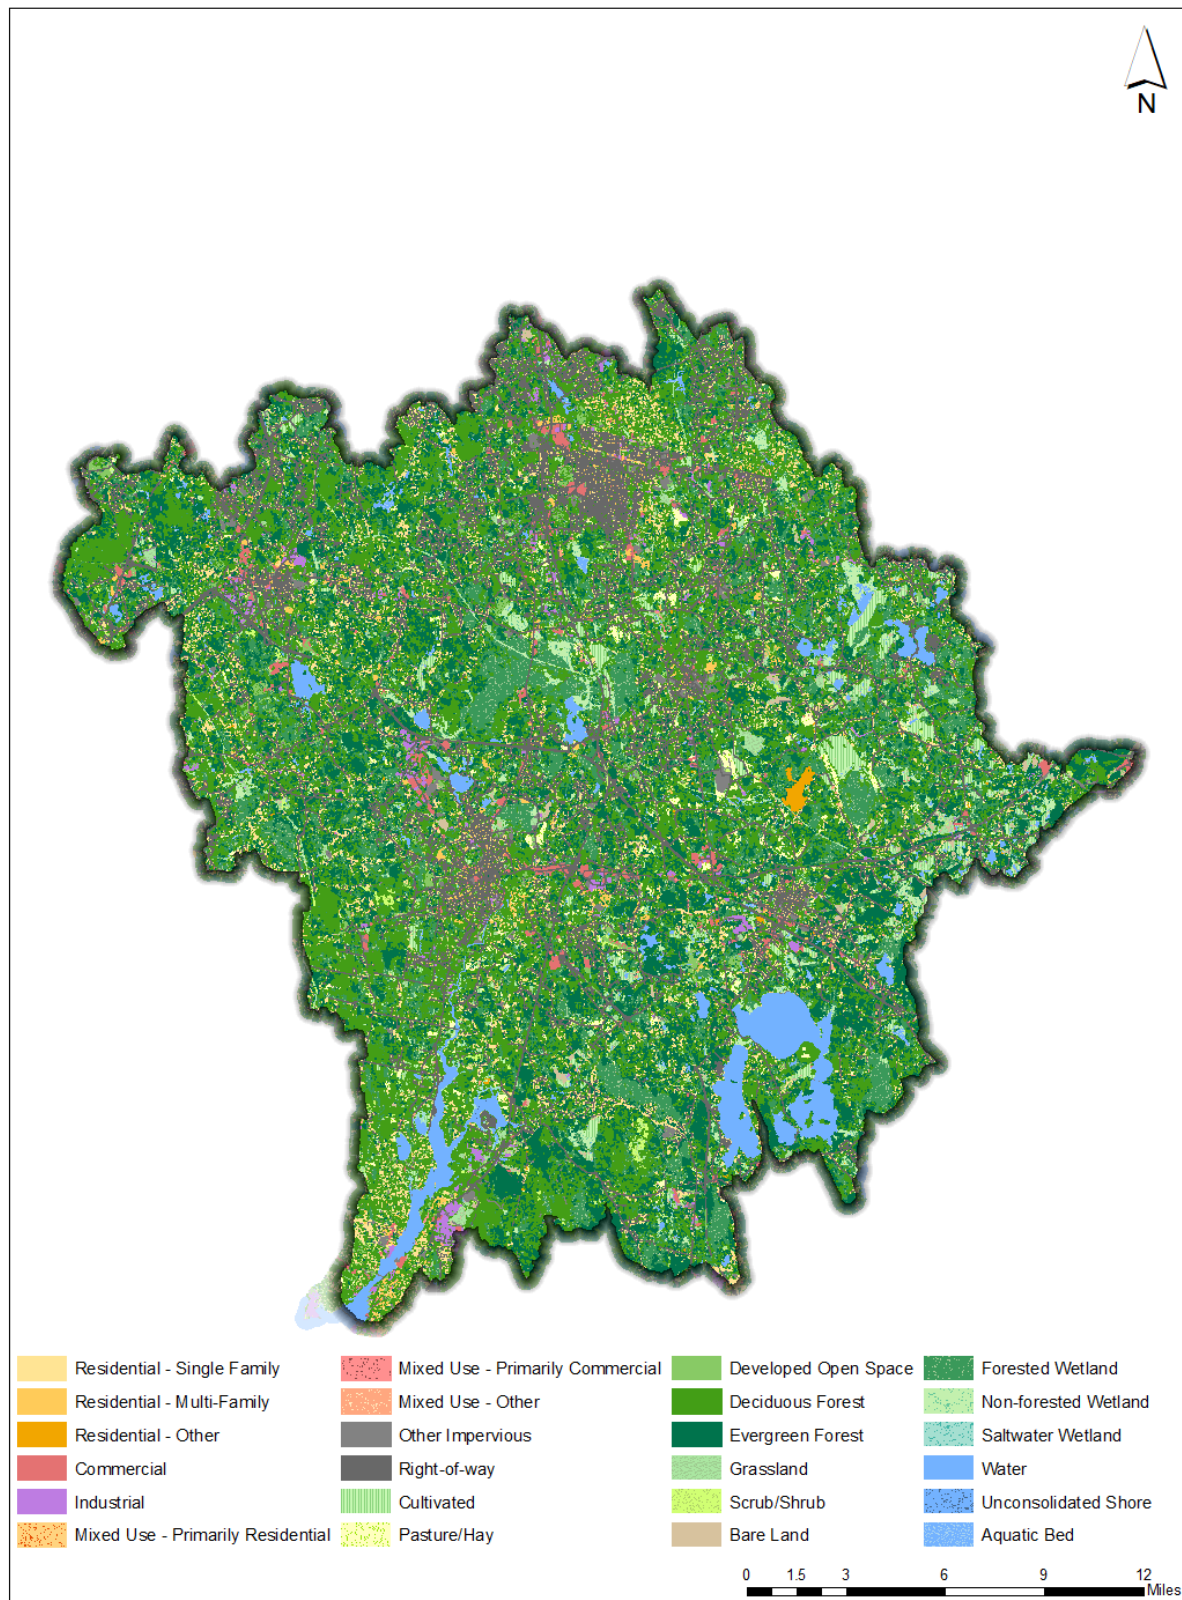 N
Residential - Single Family
Residential - Multi-Family
Residential - Other
Commercial
Industrial
Mixed Use - Primarily Residential
Mixed Use - Primarily Commercial
Mixed Use - Other
Other Impervious
Right-of-way
Cultivated
Pasture/Hay
Developed Open Space
Deciduous Forest
Evergreen Forest
Grassland
Scrub/Shrub
Bare Land
Forested Wetland
Non-forested Wetland
Saltwater Wetland
Water
Unconsolidated Shore
Aquatic Bed
0 1.5 3 6 9 12
Miles